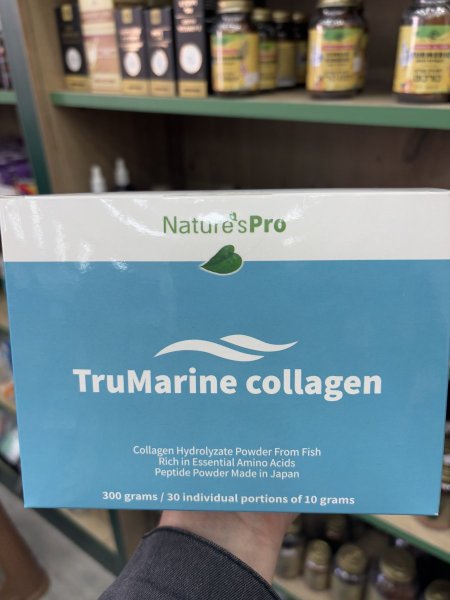 Nature'sPro
TruMarine collagen
Collagen Hydrolyzate Powder From Fish
Rich in Essential Amino Acids
Peptide Powder Made in Japan
300 grams / 30 individual portions of 10 grams